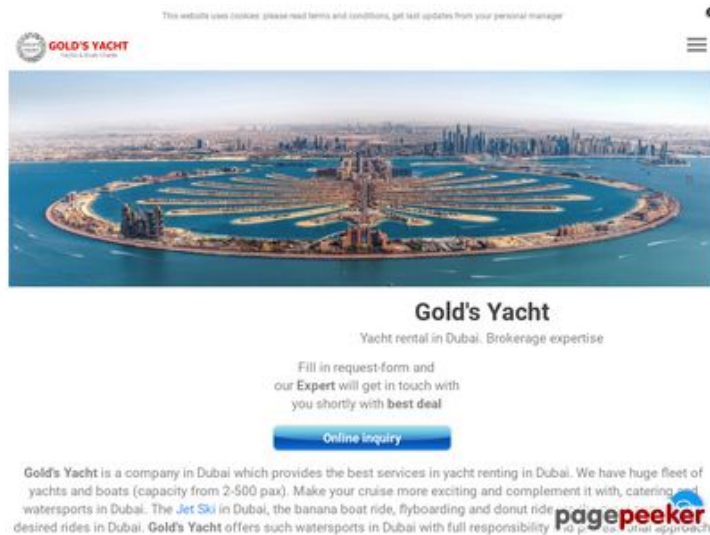 This website uses cookies: please read terms and conditions, get last updates from your personal manager
GOLD'S YACHT
Gold's Yacht
Yacht rental in Dubai. Brokerage expertise
Fill in request-form and
our Expert will get in touch with
you shortly with best deal
Online inquiry
Gold's Yacht is a company in Dubai which provides the best services in yacht renting in Dubai. We have huge fleet of
yachts and boats (capacity from 2-500 pax). Make your cruise more exciting and complement it with, catering and
watersports in Dubai. The Jet Ski in Dubai, the banana boat ride, flyboarding and donut ride
desired rides in Dubai. Gold's Yacht offers such watersports in Dubai with full responsibility approach
pagepeeker